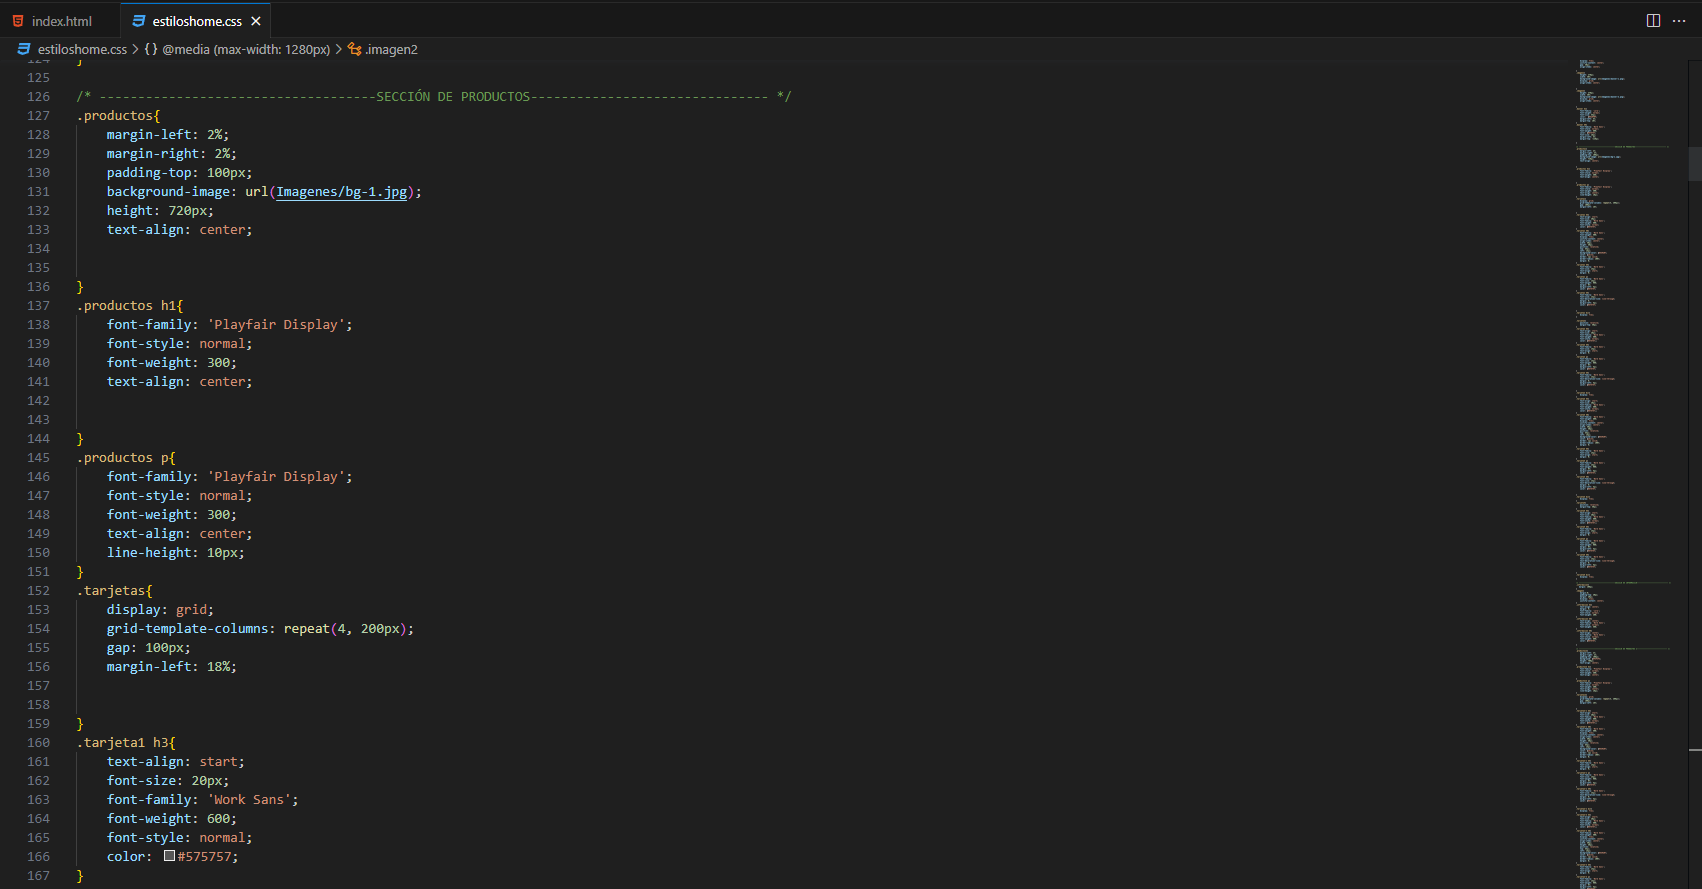 index.html
estiloshome.css
estiloshome.css > {} @media (max-width: 1280px) > .imagen2
124 }
125
126 /* ------------------------------------SECCIÓN DE PRODUCTOS------------------------------- */
127 .productos{
128 margin-left: 2%;
129 margin-right: 2%;
130 padding-top: 100px;
131 background-image: url(Imagenes/bg-1.jpg);
132 height: 720px;
133 text-align: center;
134
135
136 }
137 .productos h1{
138 font-family: 'Playfair Display';
139 font-style: normal;
140 font-weight: 300;
141 text-align: center;
142
143
144 }
145 .productos p{
146 font-family: 'Playfair Display';
147 font-style: normal;
148 font-weight: 300;
149 text-align: center;
150 line-height: 10px;
151 }
152 .tarjetas{
153 display: grid;
154 grid-template-columns: repeat(4, 200px);
155 gap: 100px;
156 margin-left: 18%;
157
158
159 }
160 .tarjeta1 h3{
161 text-align: start;
162 font-size: 20px;
163 font-family: 'Work Sans';
164 font-weight: 600;
165 font-style: normal;
166 color: #575757;
167 }